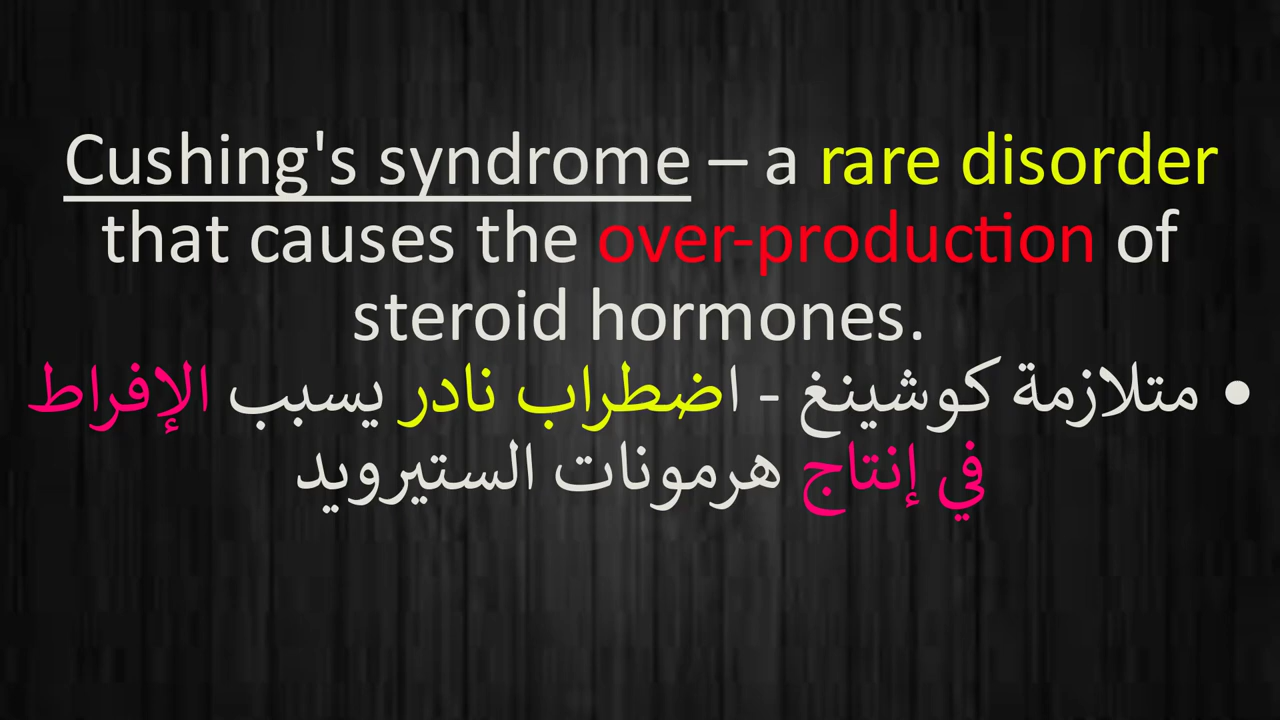 Cushing's syndrome – a rare disorder
that causes the over-production of
steroid hormones.
• متلازمة كوشينغ - اضطراب نادر يسبب الإفراط
في إنتاج هرمونات الستيرويد